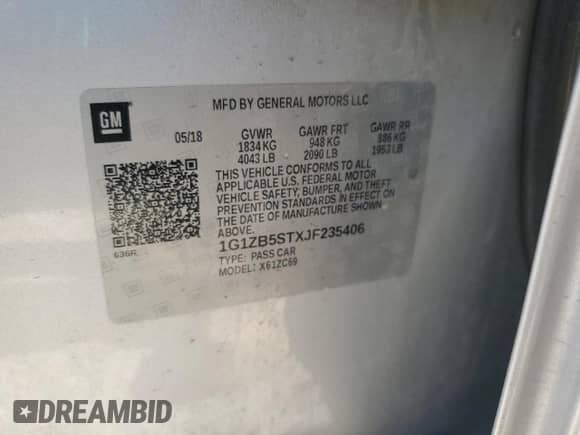 GM
MFD BY GENERAL MOTORS LLC
05/18 GVWR GAWR FRT GAWR RR
1834 KG 948 KG 886 KG
4043 LB 2090 LB 1953 LB
THIS VEHICLE CONFORMS TO ALL
APPLICABLE U.S. FEDERAL MOTOR
VEHICLE SAFETY, BUMPER, AND THEFT
PREVENTION STANDARDS IN EFFECT ON
THE DATE OF MANUFACTURE SHOWN
ABOVE.
636R
1G1ZB5STXJF235406
TYPE: PASS CAR
MODEL: X61ZC69
DREAMBID